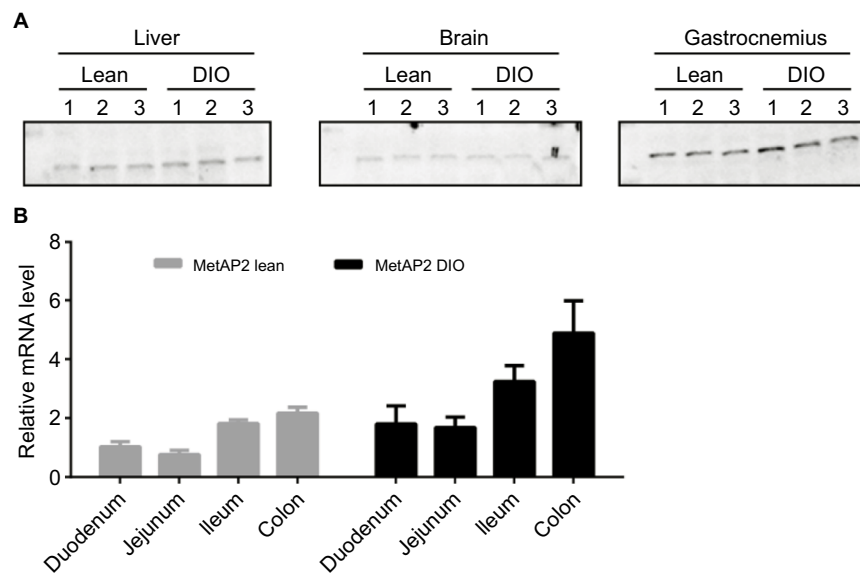 A
Liver Brain Gastrocnemius
Lean DIO Lean DIO Lean DIO
1 2 3 1 2 3 1 2 3 1 2 3 1 2 3 1 2 3
B
8
MetAP2 lean MetAP2 DIO
6
4
2
0
Relative mRNA level
Duodenum Jejunum Ileum Colon Duodenum Jejunum Ileum Colon